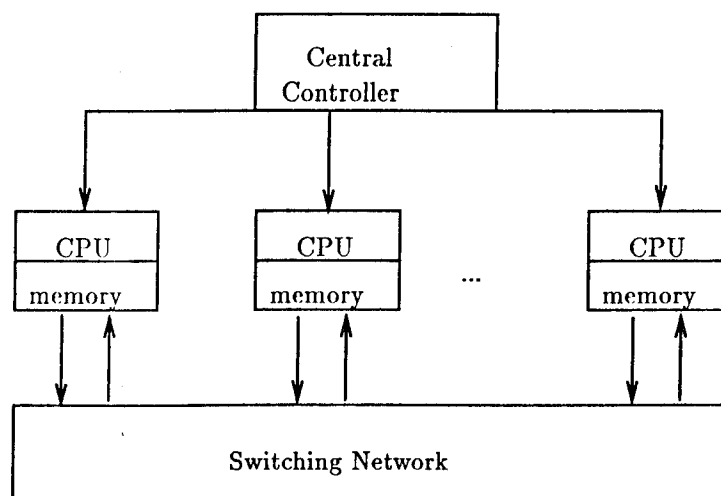 Central
Controller
CPU
memory
CPU
memory
...
CPU
memory
Switching Network